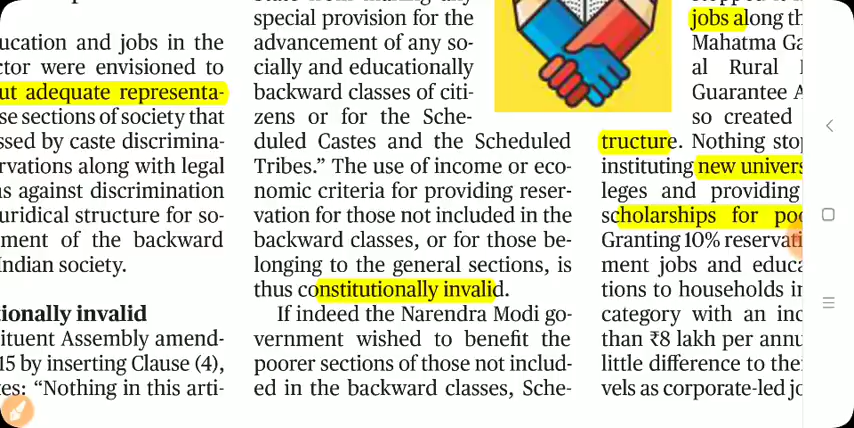 ucation and jobs in the
ctor were envisioned to
ut adequate representa-
se sections of society that
ssed by caste discrimina-
rvations along with legal
ns against discrimination
uridical structure for so-
ment of the backward
Indian society.
tionally invalid
ituent Assembly amend-
15 by inserting Clause (4),
tes: “Nothing in this arti-
special provision for the
advancement of any so-
cially and educationally
backward classes of citi-
zens or for the Sche-
duled Castes and the Scheduled
Tribes.” The use of income or eco-
nomic criteria for providing reser-
vation for those not included in the
backward classes, or for those be-
longing to the general sections, is
thus constitutionally invalid.
If indeed the Narendra Modi go-
vernment wished to benefit the
poorer sections of those not includ-
ed in the backward classes, Sche-
jobs along th
Mahatma Ga
al Rural
Guarantee A
so created
tructure. Nothing stop
instituting new univers
leges and providing
scholarships for poo
Granting 10% reservati
ment jobs and educa
tions to households in
category with an inc
than ₹8 lakh per annu
little difference to the
vels as corporate-led jo